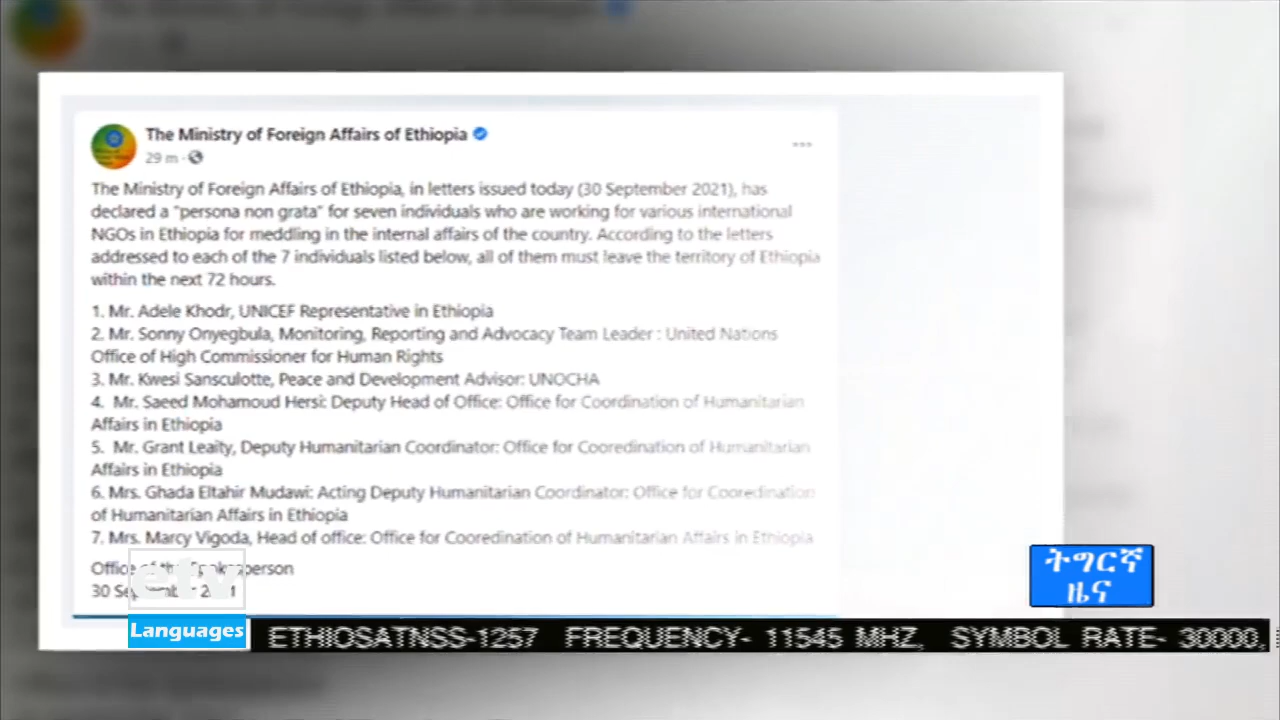 The Ministry of Foreign Affairs of Ethiopia
29 m ·
The Ministry of Foreign Affairs of Ethiopia, in letters issued today (30 September 2021), has
declared a "persona non grata" for seven individuals who are working for various international
NGOs in Ethiopia for meddling in the internal affairs of the country. According to the letters
addressed to each of the 7 individuals listed below, all of them must leave the territory of Ethiopia
within the next 72 hours.
1. Mr. Adele Khodr, UNICEF Representative in Ethiopia
2. Mr. Sonny Onyegbula, Monitoring, Reporting and Advocacy Team Leader : United Nations
Office of High Commissioner for Human Rights
3. Mr. Kwesi Sansculotte, Peace and Development Advisor: UNOCHA
4. Mr. Saeed Mohamoud Hersi: Deputy Head of Office: Office for Coordination of Humanitarian
Affairs in Ethiopia
5. Mr. Grant Leaity, Deputy Humanitarian Coordinator: Office for Cooredination of Humanitarian
Affairs in Ethiopia
6. Mrs. Ghada Eltahir Mudawi: Acting Deputy Humanitarian Coordinator: Office for Cooredination
of Humanitarian Affairs in Ethiopia
7. Mrs. Marcy Vigoda, Head of office: Office for Cooredination of Humanitarian Affairs in Ethiopia
Office of the Spokesperson
30 September 2021
etv
Languages
ትግርኛ
ዜና
ETHIOSATNSS-1257 FREQUENCY- 11545 MHZ, SYMBOL RATE- 30000,